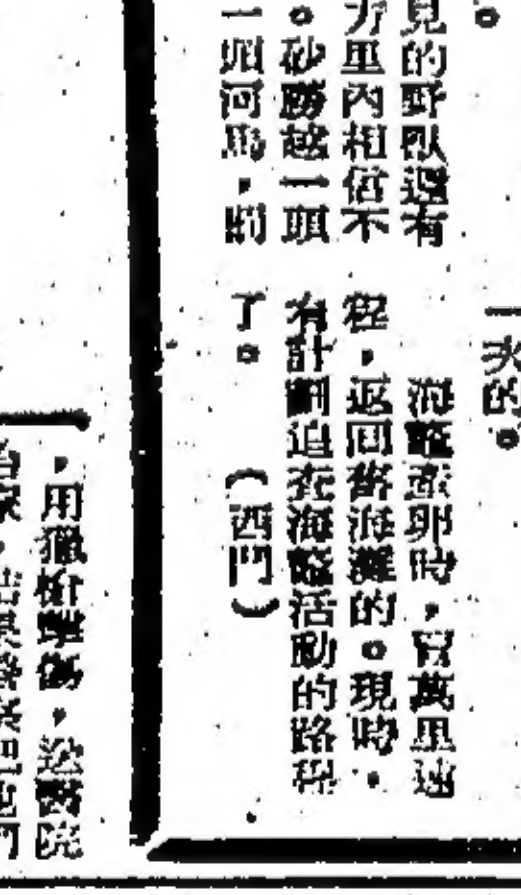 。
見的野獸還有
方里內相信不
。砂勝越一頭
一頭河馬，
一次的。
海龜產卵時，冒萬里遠
程，返回舊海灘的。現時，
有計劃追查海龜活動的路程
了。　　（西門）
，用獵槍擊傷，送醫院